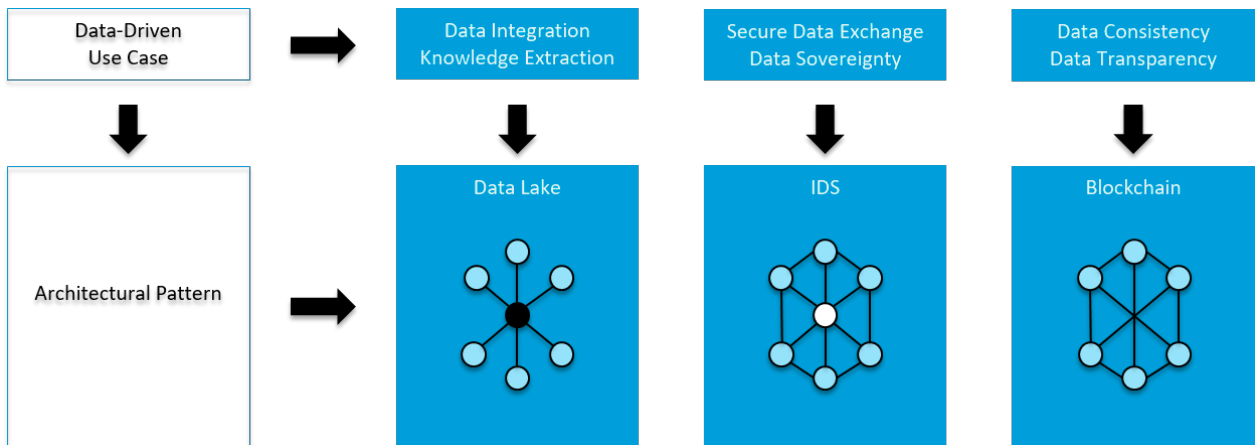 Data-Driven
Use Case
Data Integration
Knowledge Extraction
Secure Data Exchange
Data Sovereignty
Data Consistency
Data Transparency
Architectural Pattern
Data Lake
IDS
Blockchain